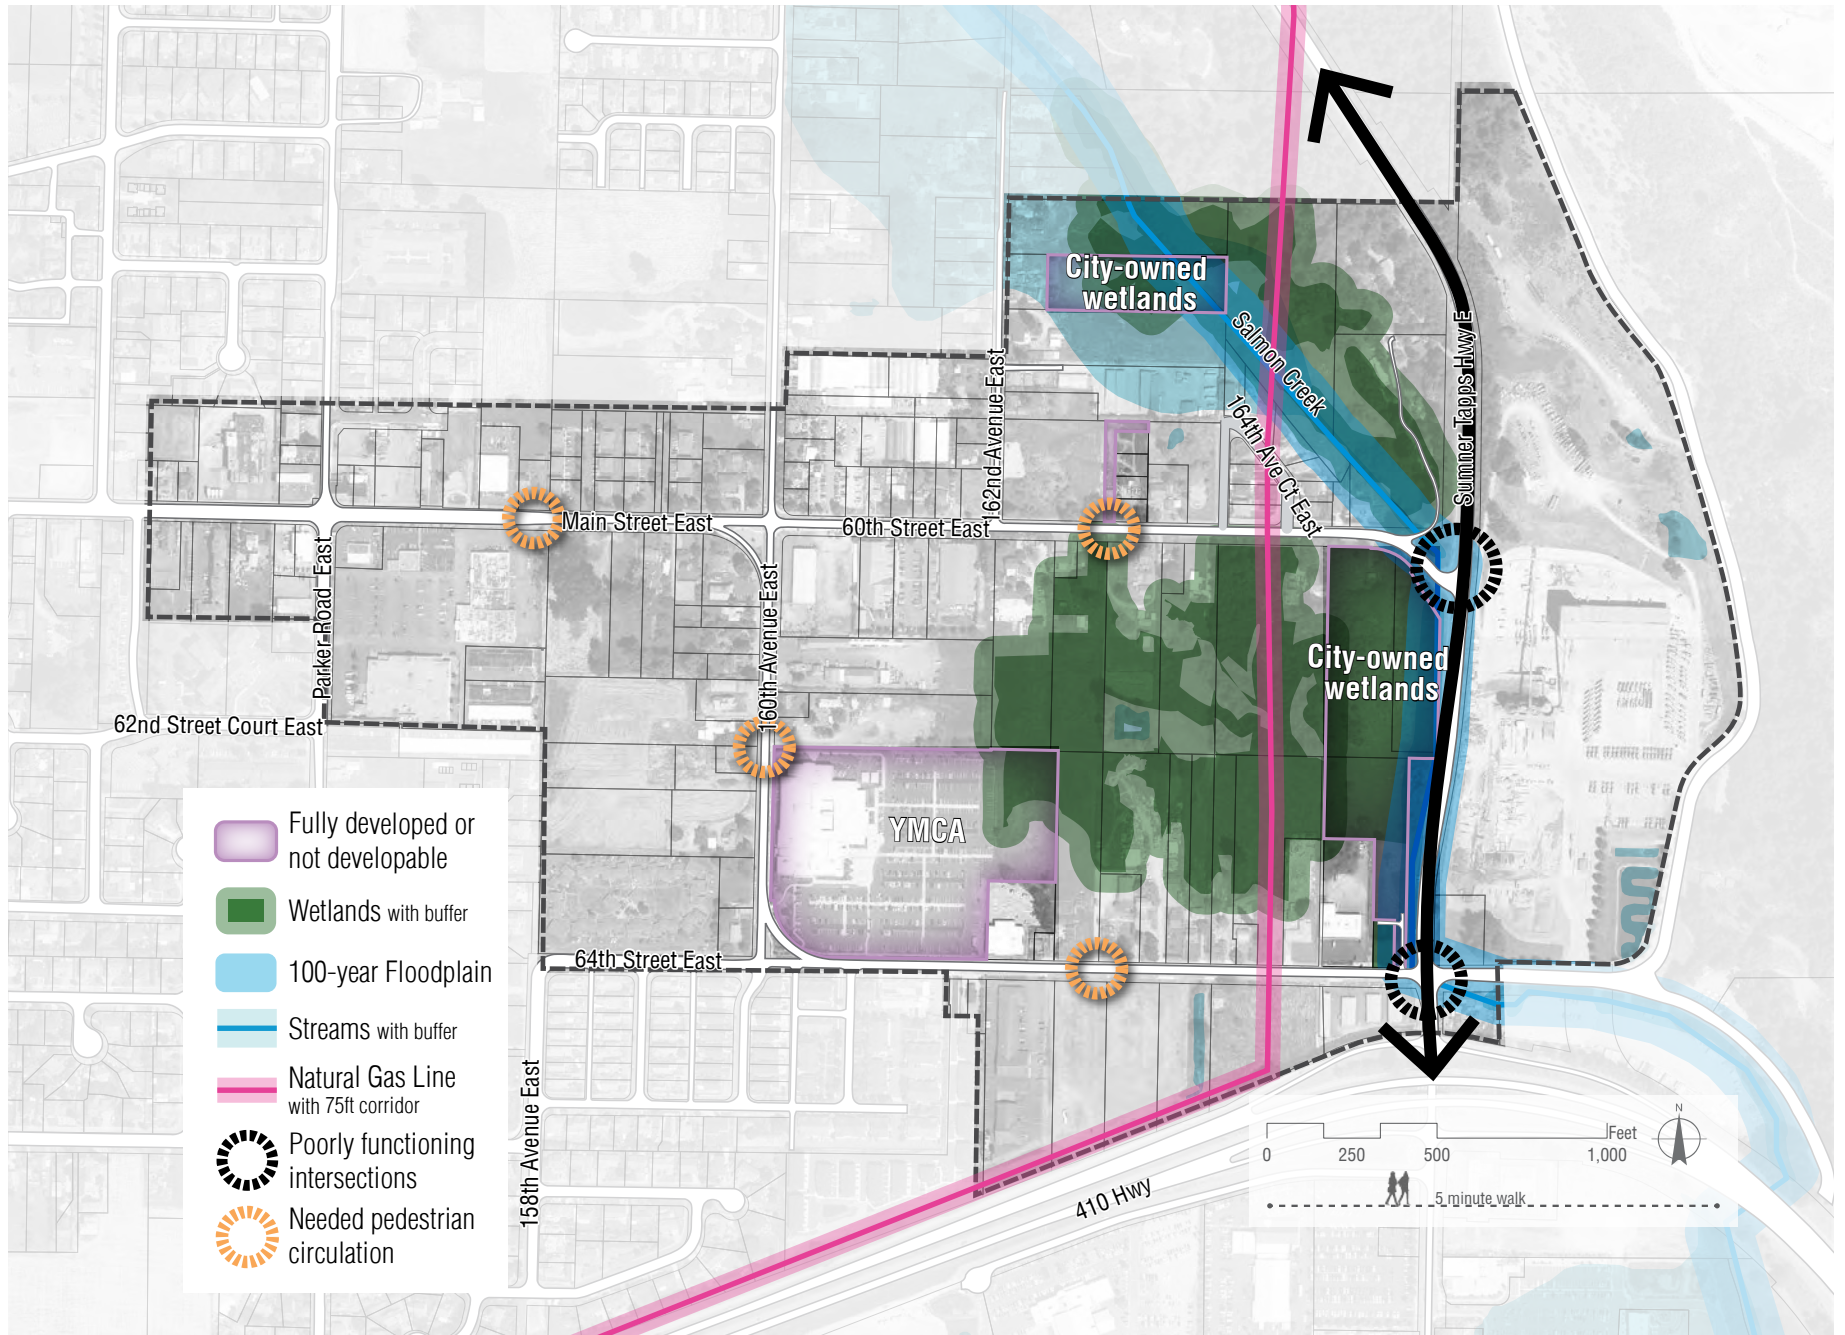 City-owned
wetlands
Salmon Creek
Sumner Tapps Hwy E
162nd Avenue East
164th Ave Ct East
Main Street East
60th Street East
Parker Road East
160th Avenue East
City-owned
wetlands
62nd Street Court East
YMCA
64th Street East
158th Avenue East
410 Hwy
Fully developed or
not developable
Wetlands with buffer
100-year Floodplain
Streams with buffer
Natural Gas Line
with 75ft corridor
Poorly functioning
intersections
Needed pedestrian
circulation
N
Feet
0 250 500 1,000
5 minute walk